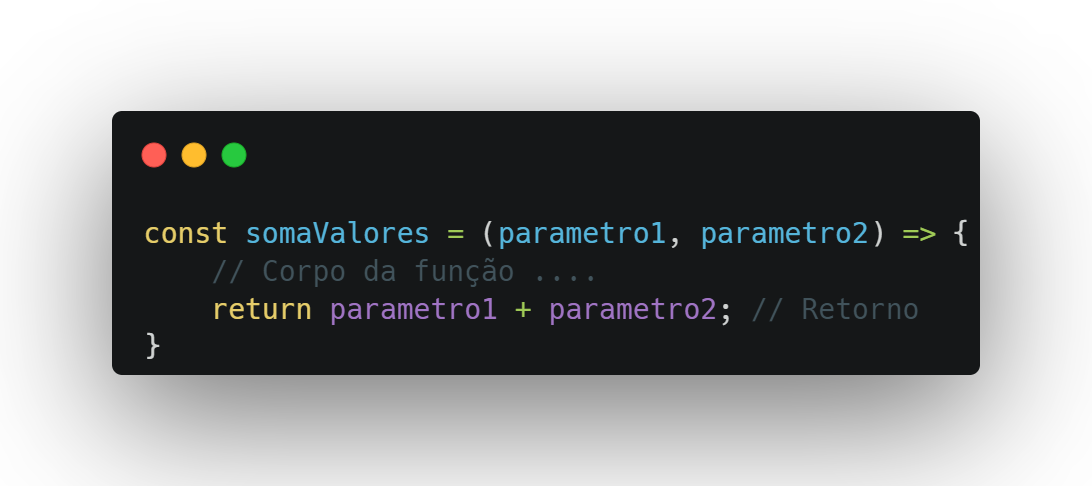 const somaValores = (parametro1, parametro2) => {
    // Corpo da função ....
    return parametro1 + parametro2; // Retorno
}